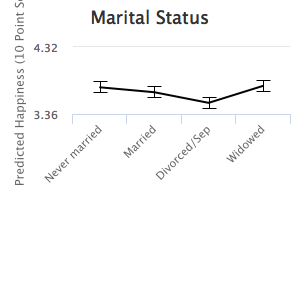 Marital Status
Predicted Happiness (10 Point
4.32
3.36
Never married
Married
Divorced/Sep
Widowed